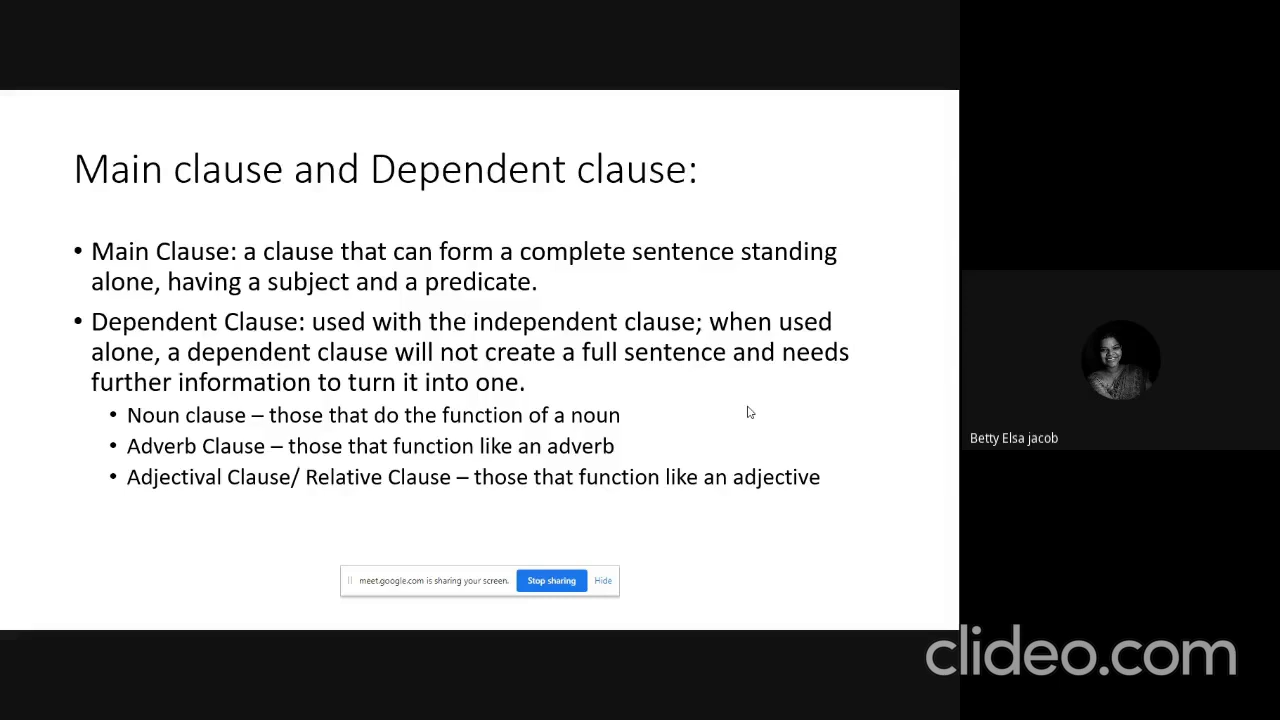 Main clause and Dependent clause:
• Main Clause: a clause that can form a complete sentence standing
alone, having a subject and a predicate.
• Dependent Clause: used with the independent clause; when used
alone, a dependent clause will not create a full sentence and needs
further information to turn it into one.
• Noun clause – those that do the function of a noun
• Adverb Clause – those that function like an adverb
• Adjectival Clause/ Relative Clause – those that function like an adjective
meet.google.com is sharing your screen. Stop sharing Hide
Betty Elsa jacob
clideo.com